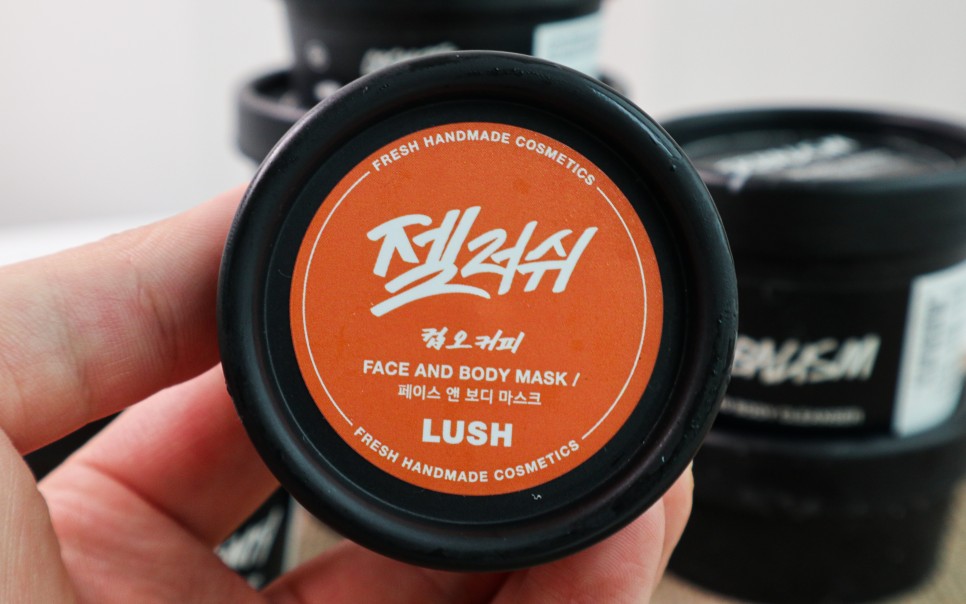 FRESH HANDMADE COSMETICS
젤러쉬
컵 오 커피
FACE AND BODY MASK /
페이스 앤 보디 마스크
LUSH
FRESH HANDMADE COSMETICS